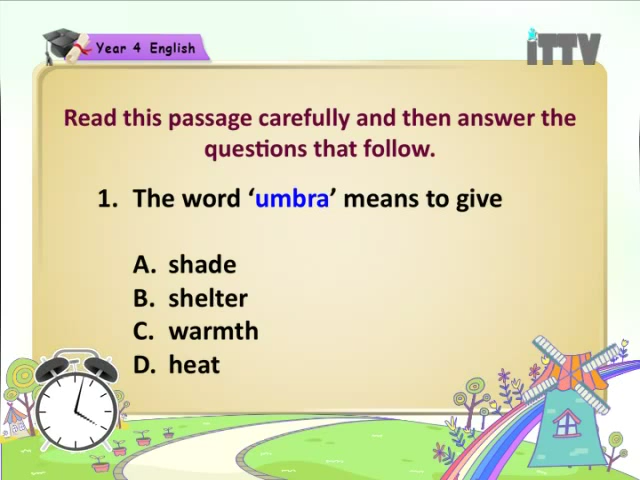 Year 4 English
iTTV
Read this passage carefully and then answer the
questions that follow.
1. The word ‘umbra’ means to give
A. shade
B. shelter
C. warmth
D. heat